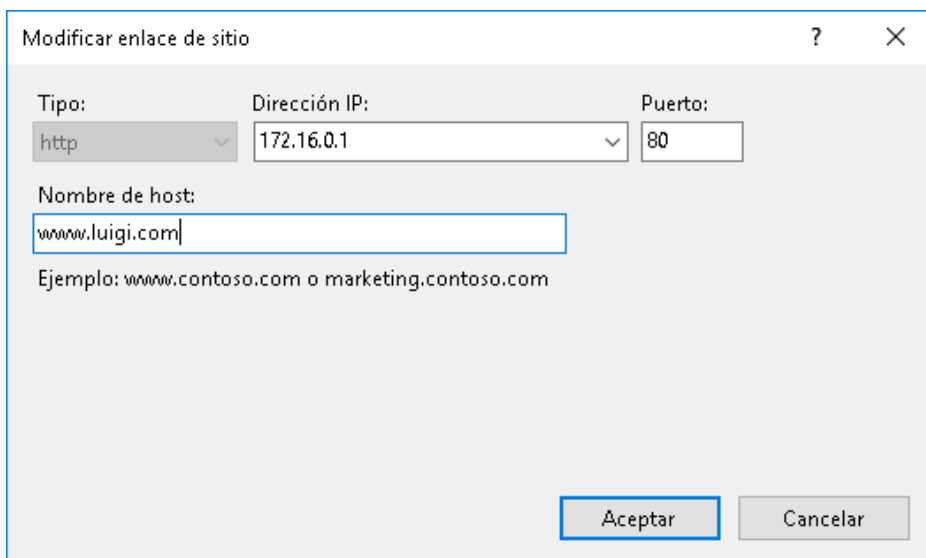 Modificar enlace de sitio ? ×
Tipo: Dirección IP: Puerto:
http 172.16.0.1 80
Nombre de host:
www.luigi.com
Ejemplo: www.contoso.com o marketing.contoso.com
Aceptar Cancelar